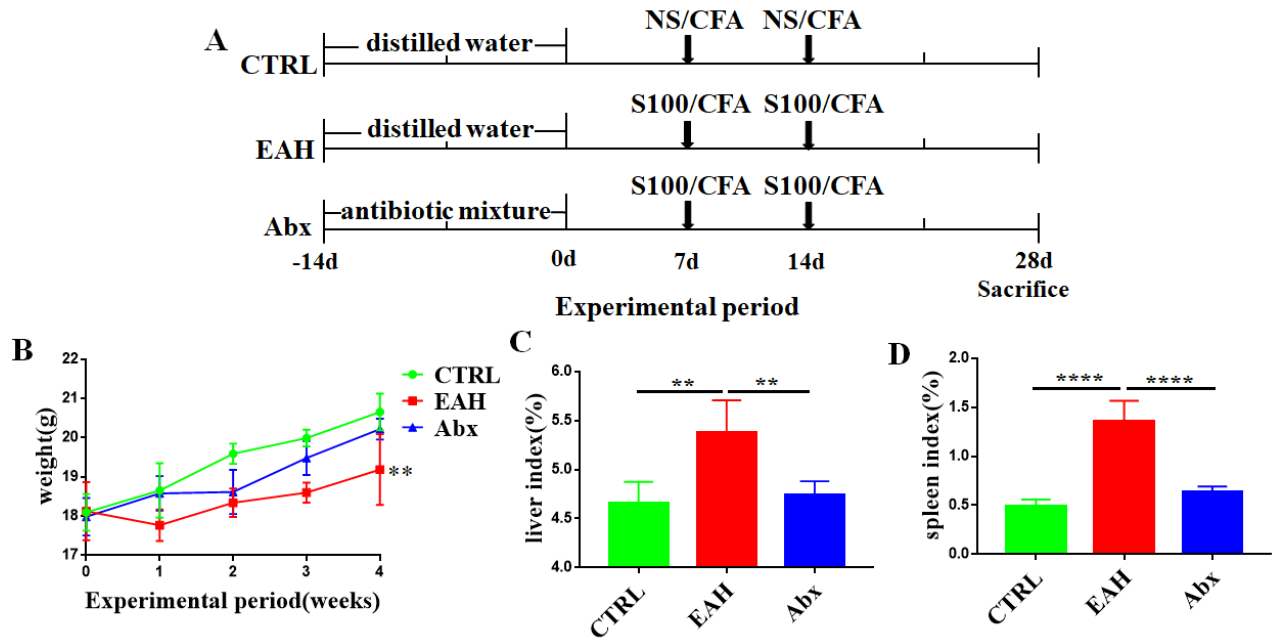 A
CTRL
distilled water
NS/CFA NS/CFA
EAH
distilled water
S100/CFA S100/CFA
Abx
antibiotic mixture
S100/CFA S100/CFA
-14d 0d 7d 14d 28d
Sacrifice
Experimental period
B
weight(g)
22
21
20
19
18
17
0 1 2 3 4
Experimental period(weeks)
CTRL
EAH
Abx
**
C
liver index(%)
6.0
5.5
5.0
4.5
4.0
** **
CTRL EAH Abx
D
spleen index(%)
2.0
1.5
1.0
0.5
0.0
**** ****
CTRL EAH Abx